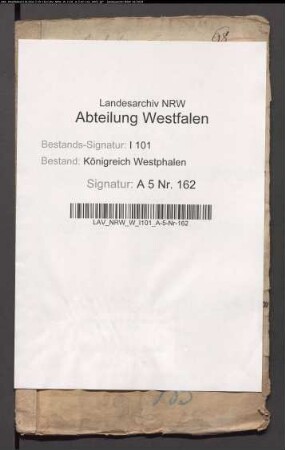 Landesarchiv NRW
Abteilung Westfalen
Bestands-Signatur: I 101
Bestand: Königreich Westphalen
Signatur: A 5 Nr. 162
LAV_NRW_W_I101_A-5-Nr-162